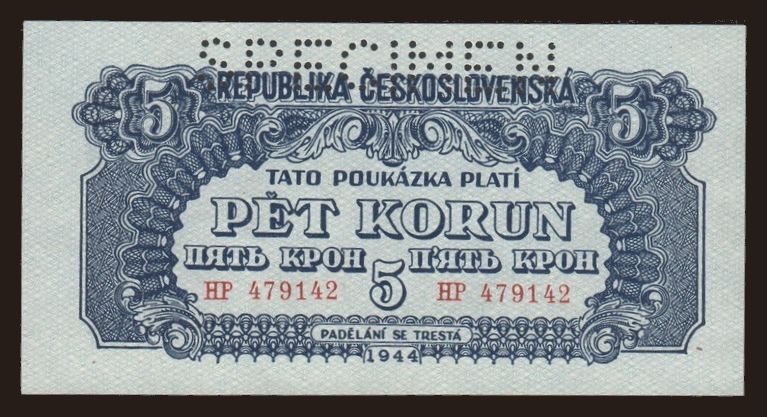 SPECIMEN
REPUBLIKA ČESKOSLOVENSKÁ
5 5
TATO POUKÁZKA PLATÍ
PĚT KORUN
ПЯТЬ КРОН 5 П'ЯТЬ КРОН
HP 479142 HP 479142
PADĚLÁNÍ SE TRESTÁ
1944